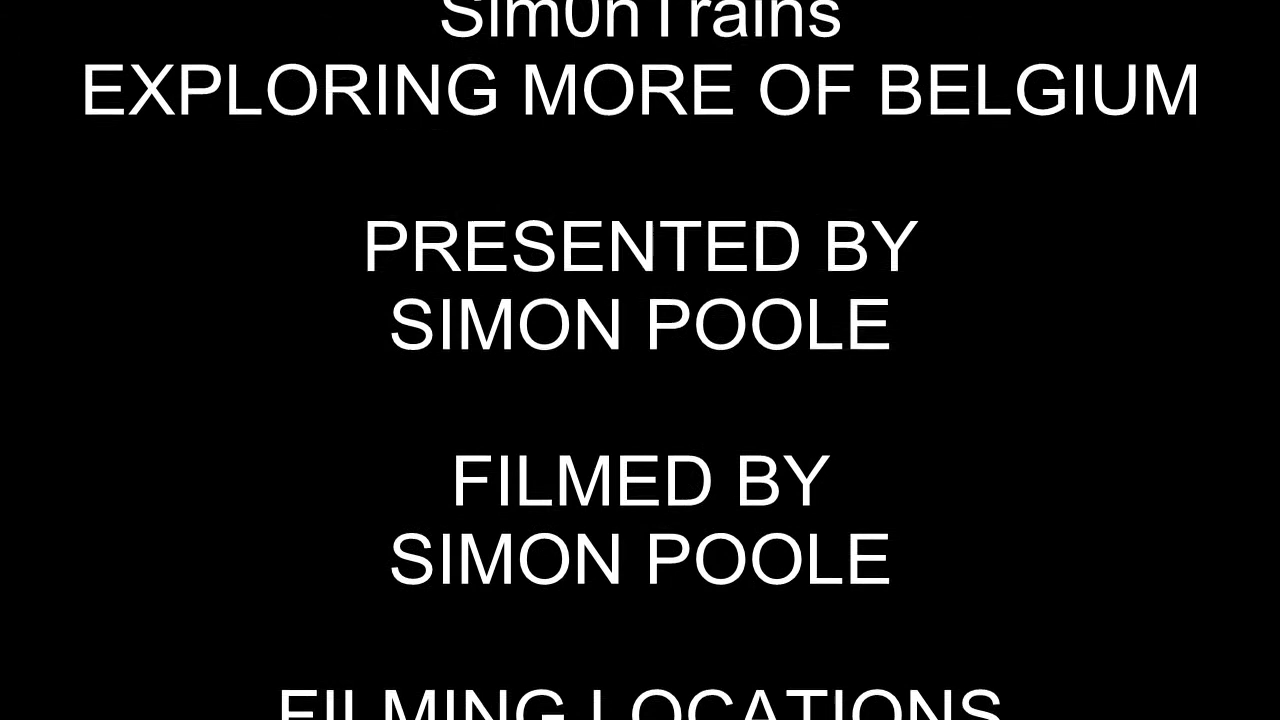 Sim0nTrains
EXPLORING MORE OF BELGIUM
PRESENTED BY
SIMON POOLE
FILMED BY
SIMON POOLE
FILMING LOCATIONS